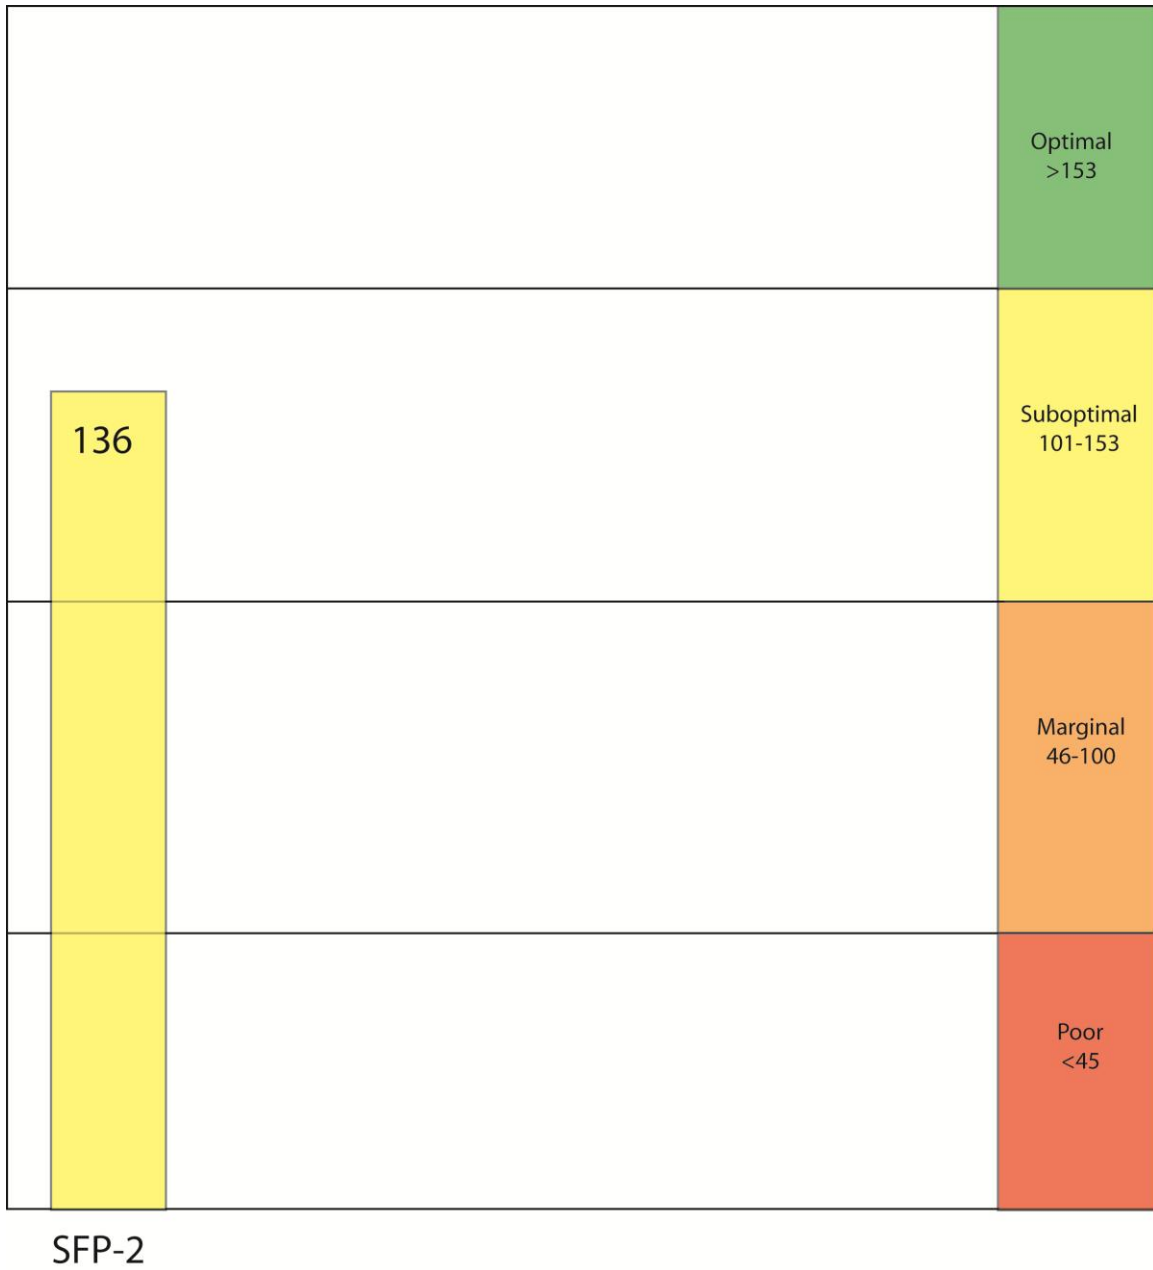 Optimal
>153
136
Suboptimal
101-153
Marginal
46-100
Poor
<45
SFP-2